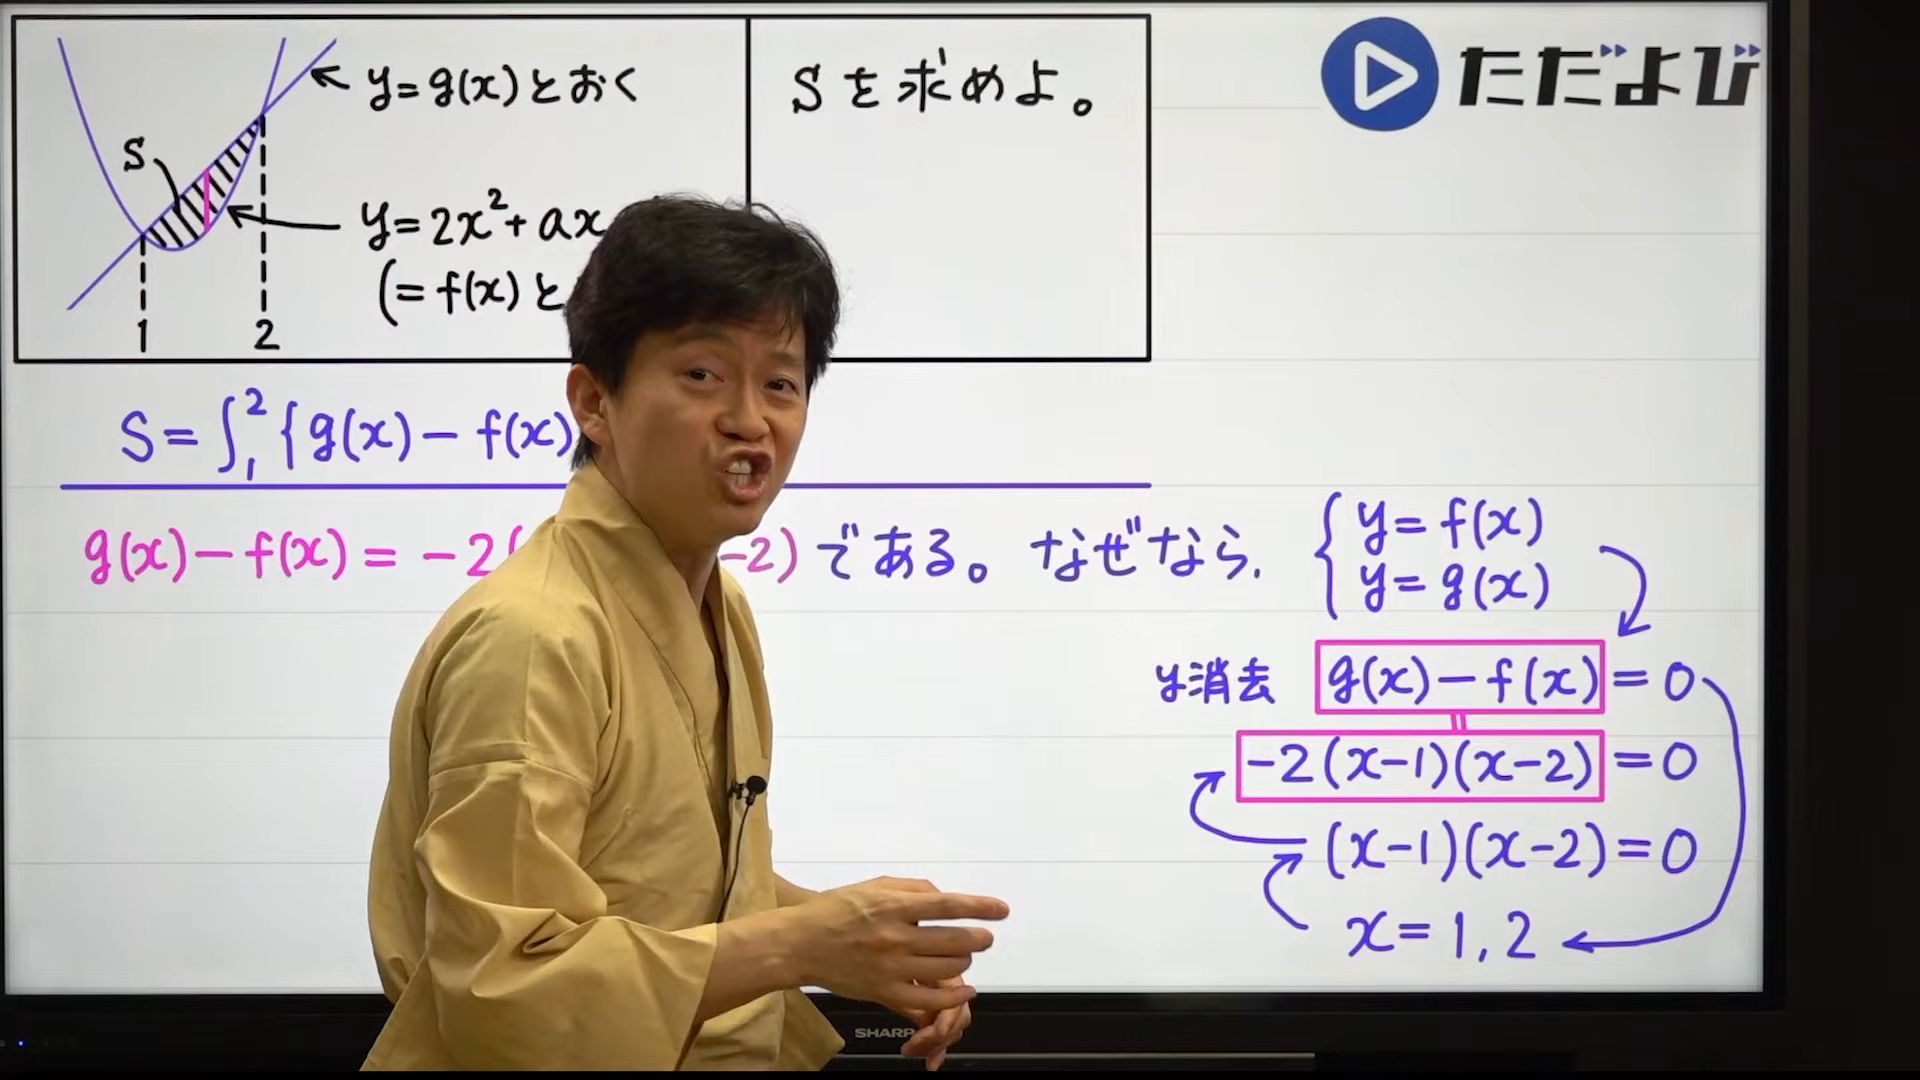 y=g(x)とおく
S
y=2x²+ax
(=f(x)と
1 2
Sを求めよ。
ただよび
S=∫₁² {g(x)-f(x)
g(x)-f(x)=-2( -2)である。なぜなら、
{ y=f(x)
y=g(x)
y消去 g(x)-f(x)=0
-2(x-1)(x-2)=0
(x-1)(x-2)=0
x=1,2
SHARP